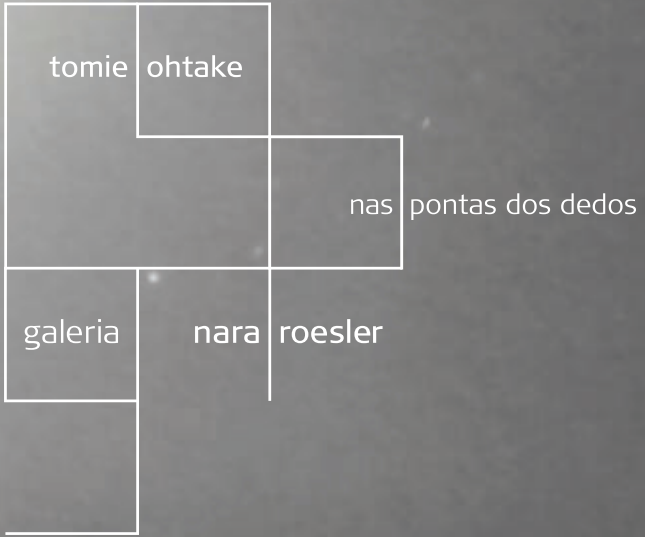 tomie ohtake
nas pontas dos dedos
galeria nara roesler